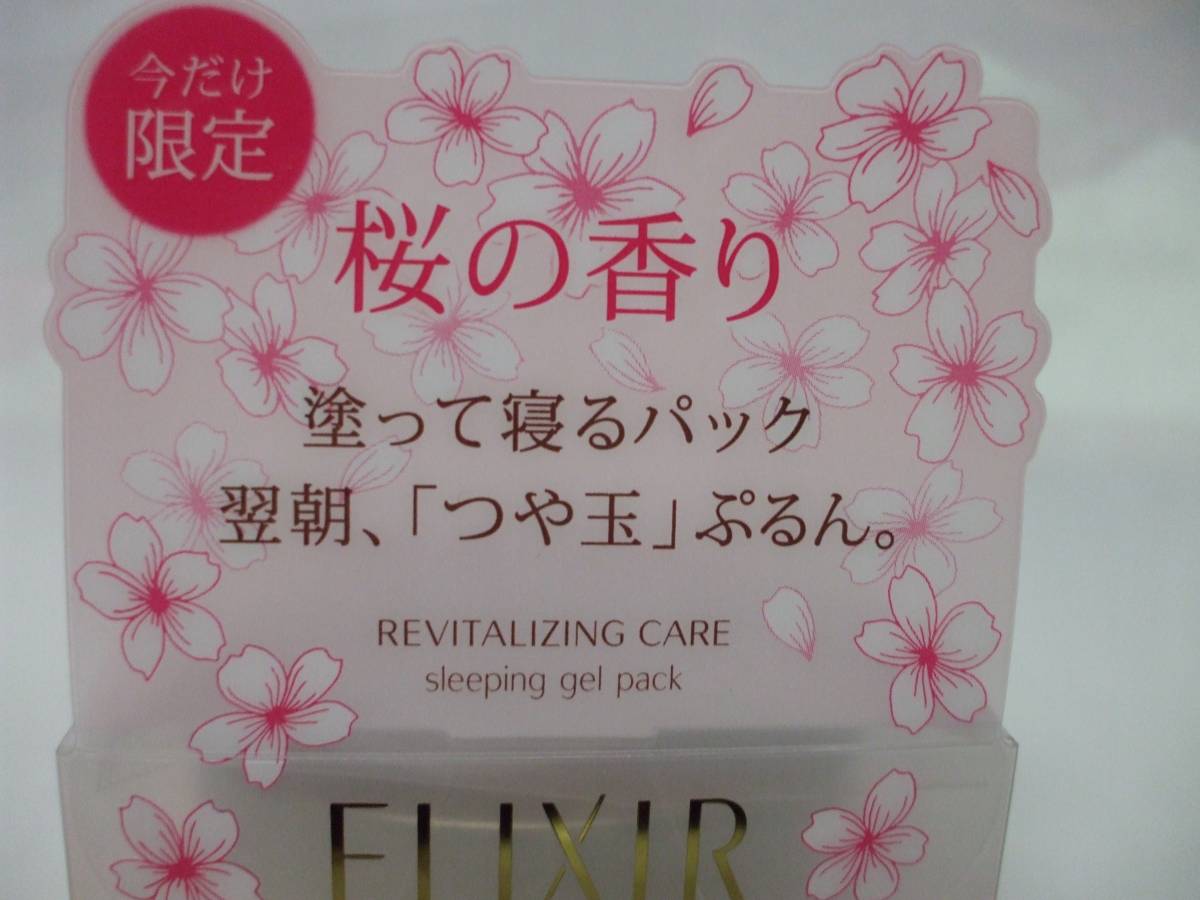 今だけ
限定
桜の香り
塗って寝るパック
翌朝、「つや玉」ぷるん。
REVITALIZING CARE
sleeping gel pack
ELIXIR